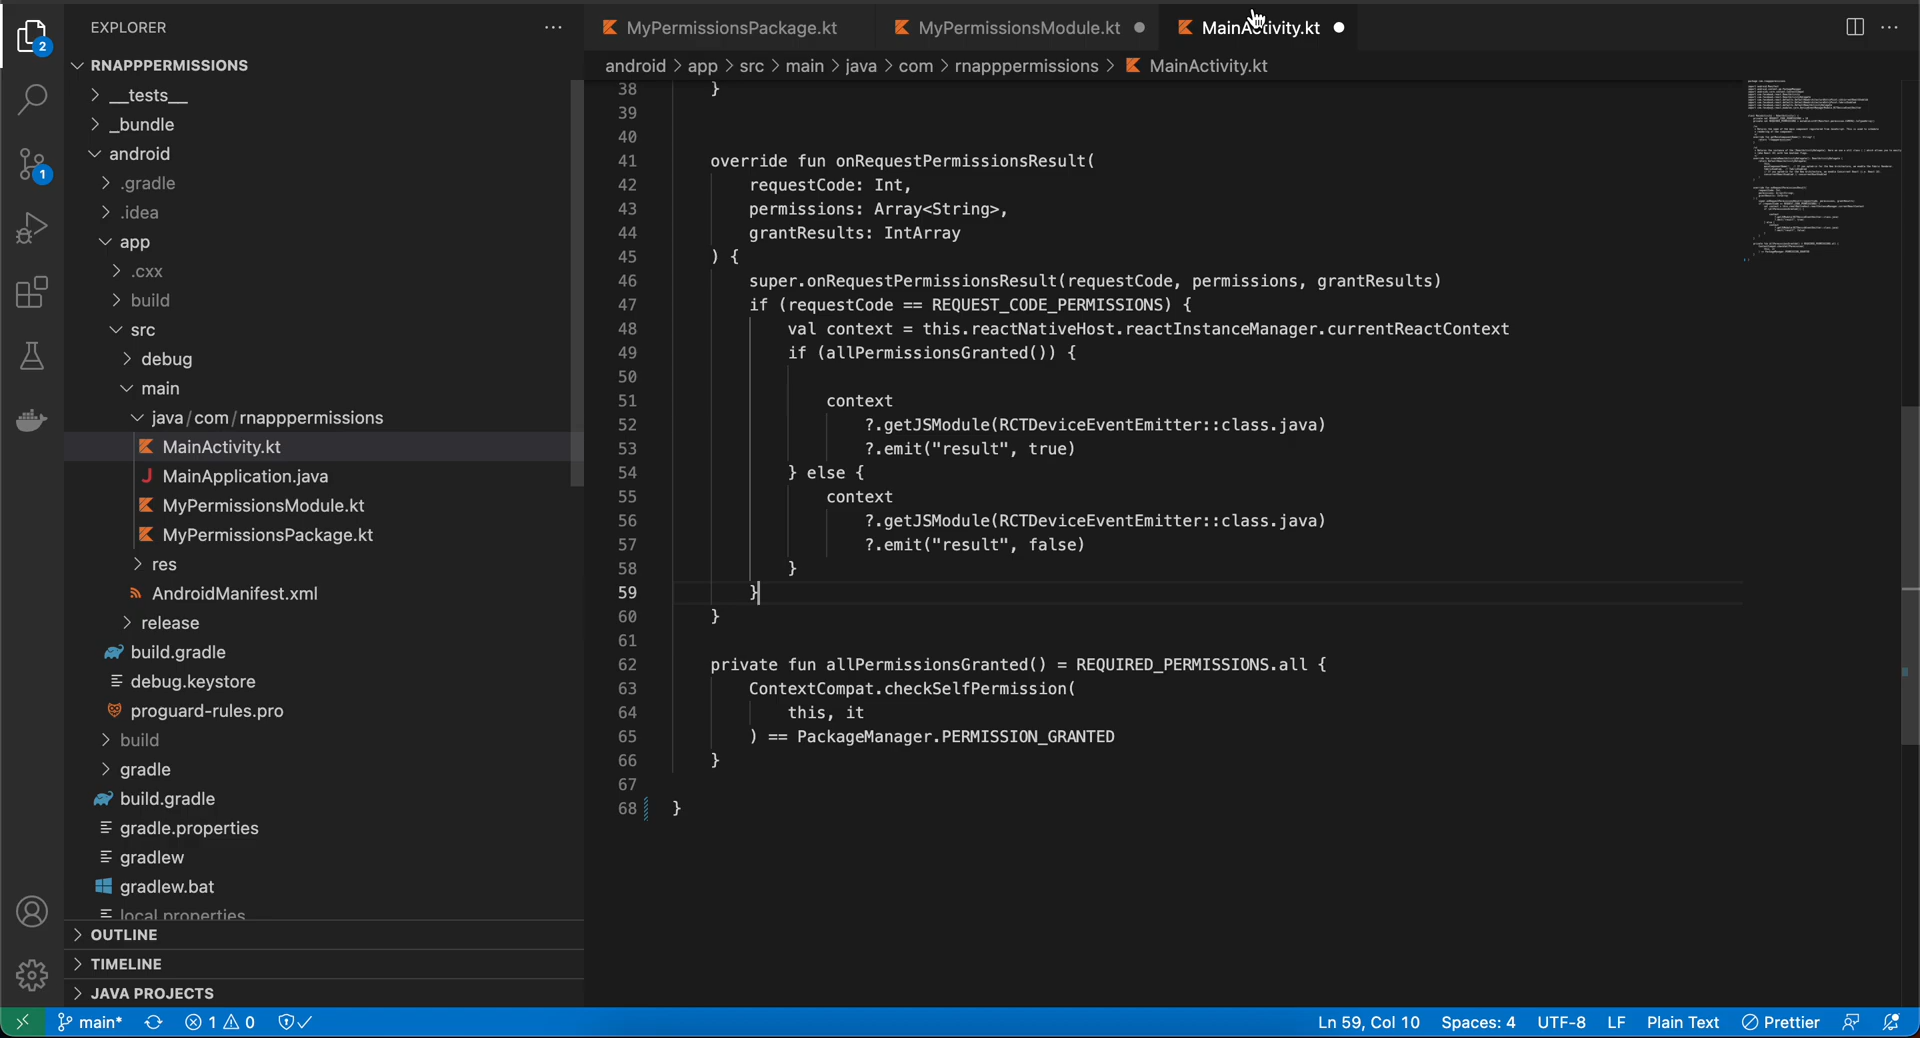 EXPLORER
MyPermissionsPackage.kt
MyPermissionsModule.kt
MainActivity.kt
android > app > src > main > java > com > rnapppermissions > MainActivity.kt
2
RNAPPPERMISSIONS
__tests__
_bundle
android
.gradle
.idea
app
.cxx
build
src
debug
main
java/com/rnapppermissions
MainActivity.kt
MainApplication.java
MyPermissionsModule.kt
MyPermissionsPackage.kt
res
AndroidManifest.xml
release
build.gradle
debug.keystore
proguard-rules.pro
build
gradle
build.gradle
gradle.properties
gradlew
gradlew.bat
local.properties
OUTLINE
TIMELINE
JAVA PROJECTS
1
38 }
39
40
41 override fun onRequestPermissionsResult(
42 requestCode: Int,
43 permissions: Array<String>,
44 grantResults: IntArray
45 ) {
46 super.onRequestPermissionsResult(requestCode, permissions, grantResults)
47 if (requestCode == REQUEST_CODE_PERMISSIONS) {
48 val context = this.reactNativeHost.reactInstanceManager.currentReactContext
49 if (allPermissionsGranted()) {
50
51 context
52 ?.getJSModule(RCTDeviceEventEmitter::class.java)
53 ?.emit("result", true)
54 } else {
55 context
56 ?.getJSModule(RCTDeviceEventEmitter::class.java)
57 ?.emit("result", false)
58 }
59 }
60 }
61
62 private fun allPermissionsGranted() = REQUIRED_PERMISSIONS.all {
63 ContextCompat.checkSelfPermission(
64 this, it
65 ) == PackageManager.PERMISSION_GRANTED
66 }
67
68 }
main* 1 0 Ln 59, Col 10 Spaces: 4 UTF-8 LF Plain Text Prettier